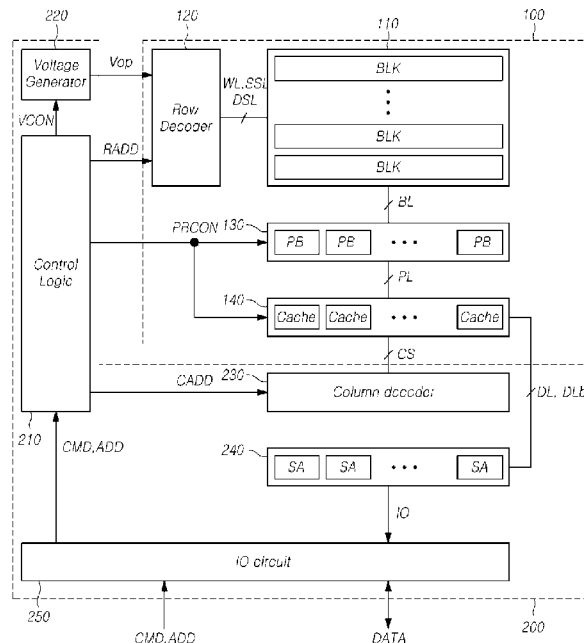 220
120
110
100
Voltage
Generator
Vop
Row
Decoder
WL,SSL
DSL
BLK
BLK
BLK
VCON
RADD
BL
Control
Logic
PBCON
130
PB PB ••• PB
PL
140
Cache Cache ••• Cache
CS
CADD
230
Column decoder
DL, DLb
210
CMD,ADD
240
SA SA ••• SA
IO
IO circuit
250
200
CMD,ADD
DATA